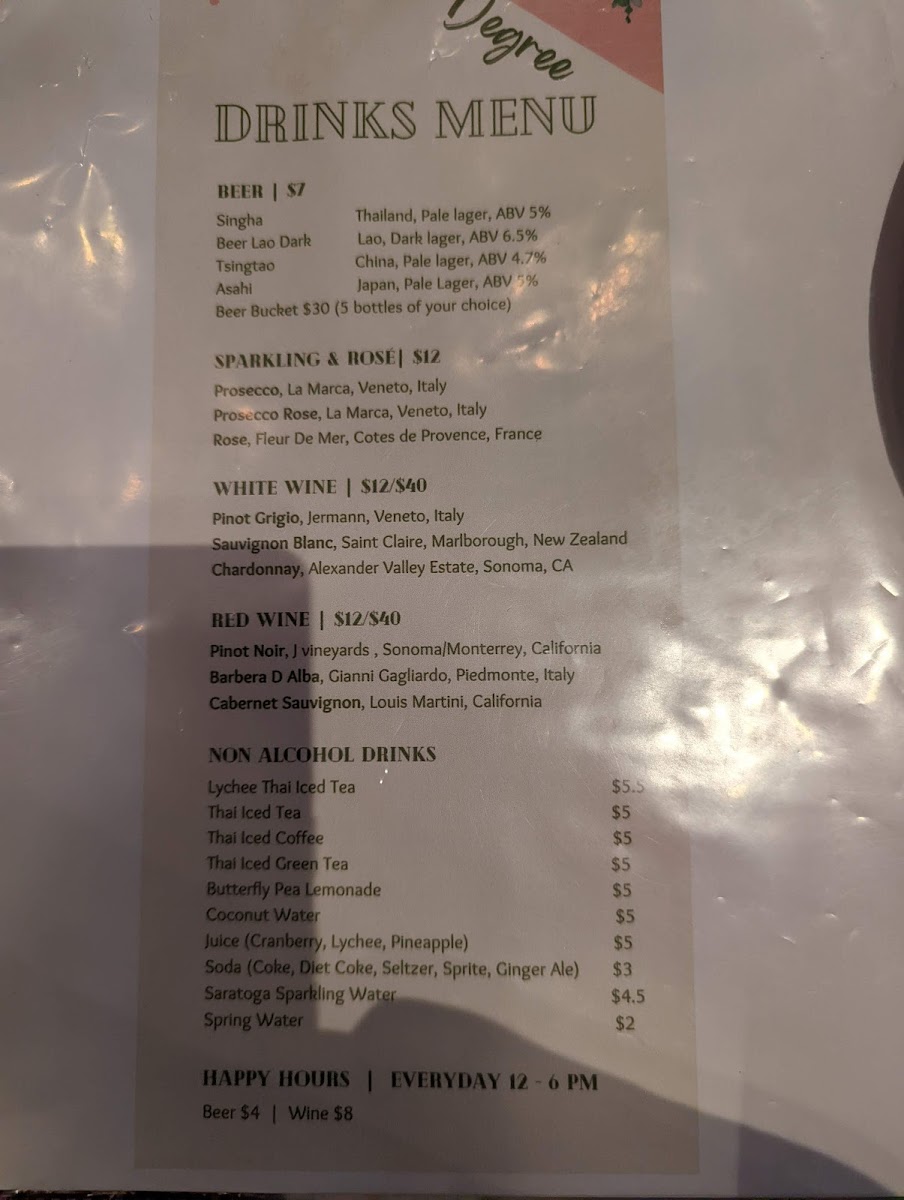 Degree
DRINKS MENU
BEER | $7
Singha Thailand, Pale lager, ABV 5%
Beer Lao Dark Lao, Dark lager, ABV 6.5%
Tsingtao China, Pale lager, ABV 4.7%
Asahi Japan, Pale Lager, ABV 5%
Beer Bucket $30 (5 bottles of your choice)
SPARKLING & ROSÉ| $12
Prosecco, La Marca, Veneto, Italy
Prosecco Rose, La Marca, Veneto, Italy
Rose, Fleur De Mer, Cotes de Provence, France
WHITE WINE | $12/$40
Pinot Grigio, Jermann, Veneto, Italy
Sauvignon Blanc, Saint Claire, Marlborough, New Zealand
Chardonnay, Alexander Valley Estate, Sonoma, CA
RED WINE | $12/$40
Pinot Noir, J vineyards , Sonoma/Monterrey, California
Barbera D Alba, Gianni Gagliardo, Piedmonte, Italy
Cabernet Sauvignon, Louis Martini, California
NON ALCOHOL DRINKS
Lychee Thai Iced Tea $5.5
Thai Iced Tea $5
Thai Iced Coffee $5
Thai Iced Green Tea $5
Butterfly Pea Lemonade $5
Coconut Water $5
Juice (Cranberry, Lychee, Pineapple) $5
Soda (Coke, Diet Coke, Seltzer, Sprite, Ginger Ale) $3
Saratoga Sparkling Water $4.5
Spring Water $2
HAPPY HOURS | EVERYDAY 12 - 6 PM
Beer $4 | Wine $8